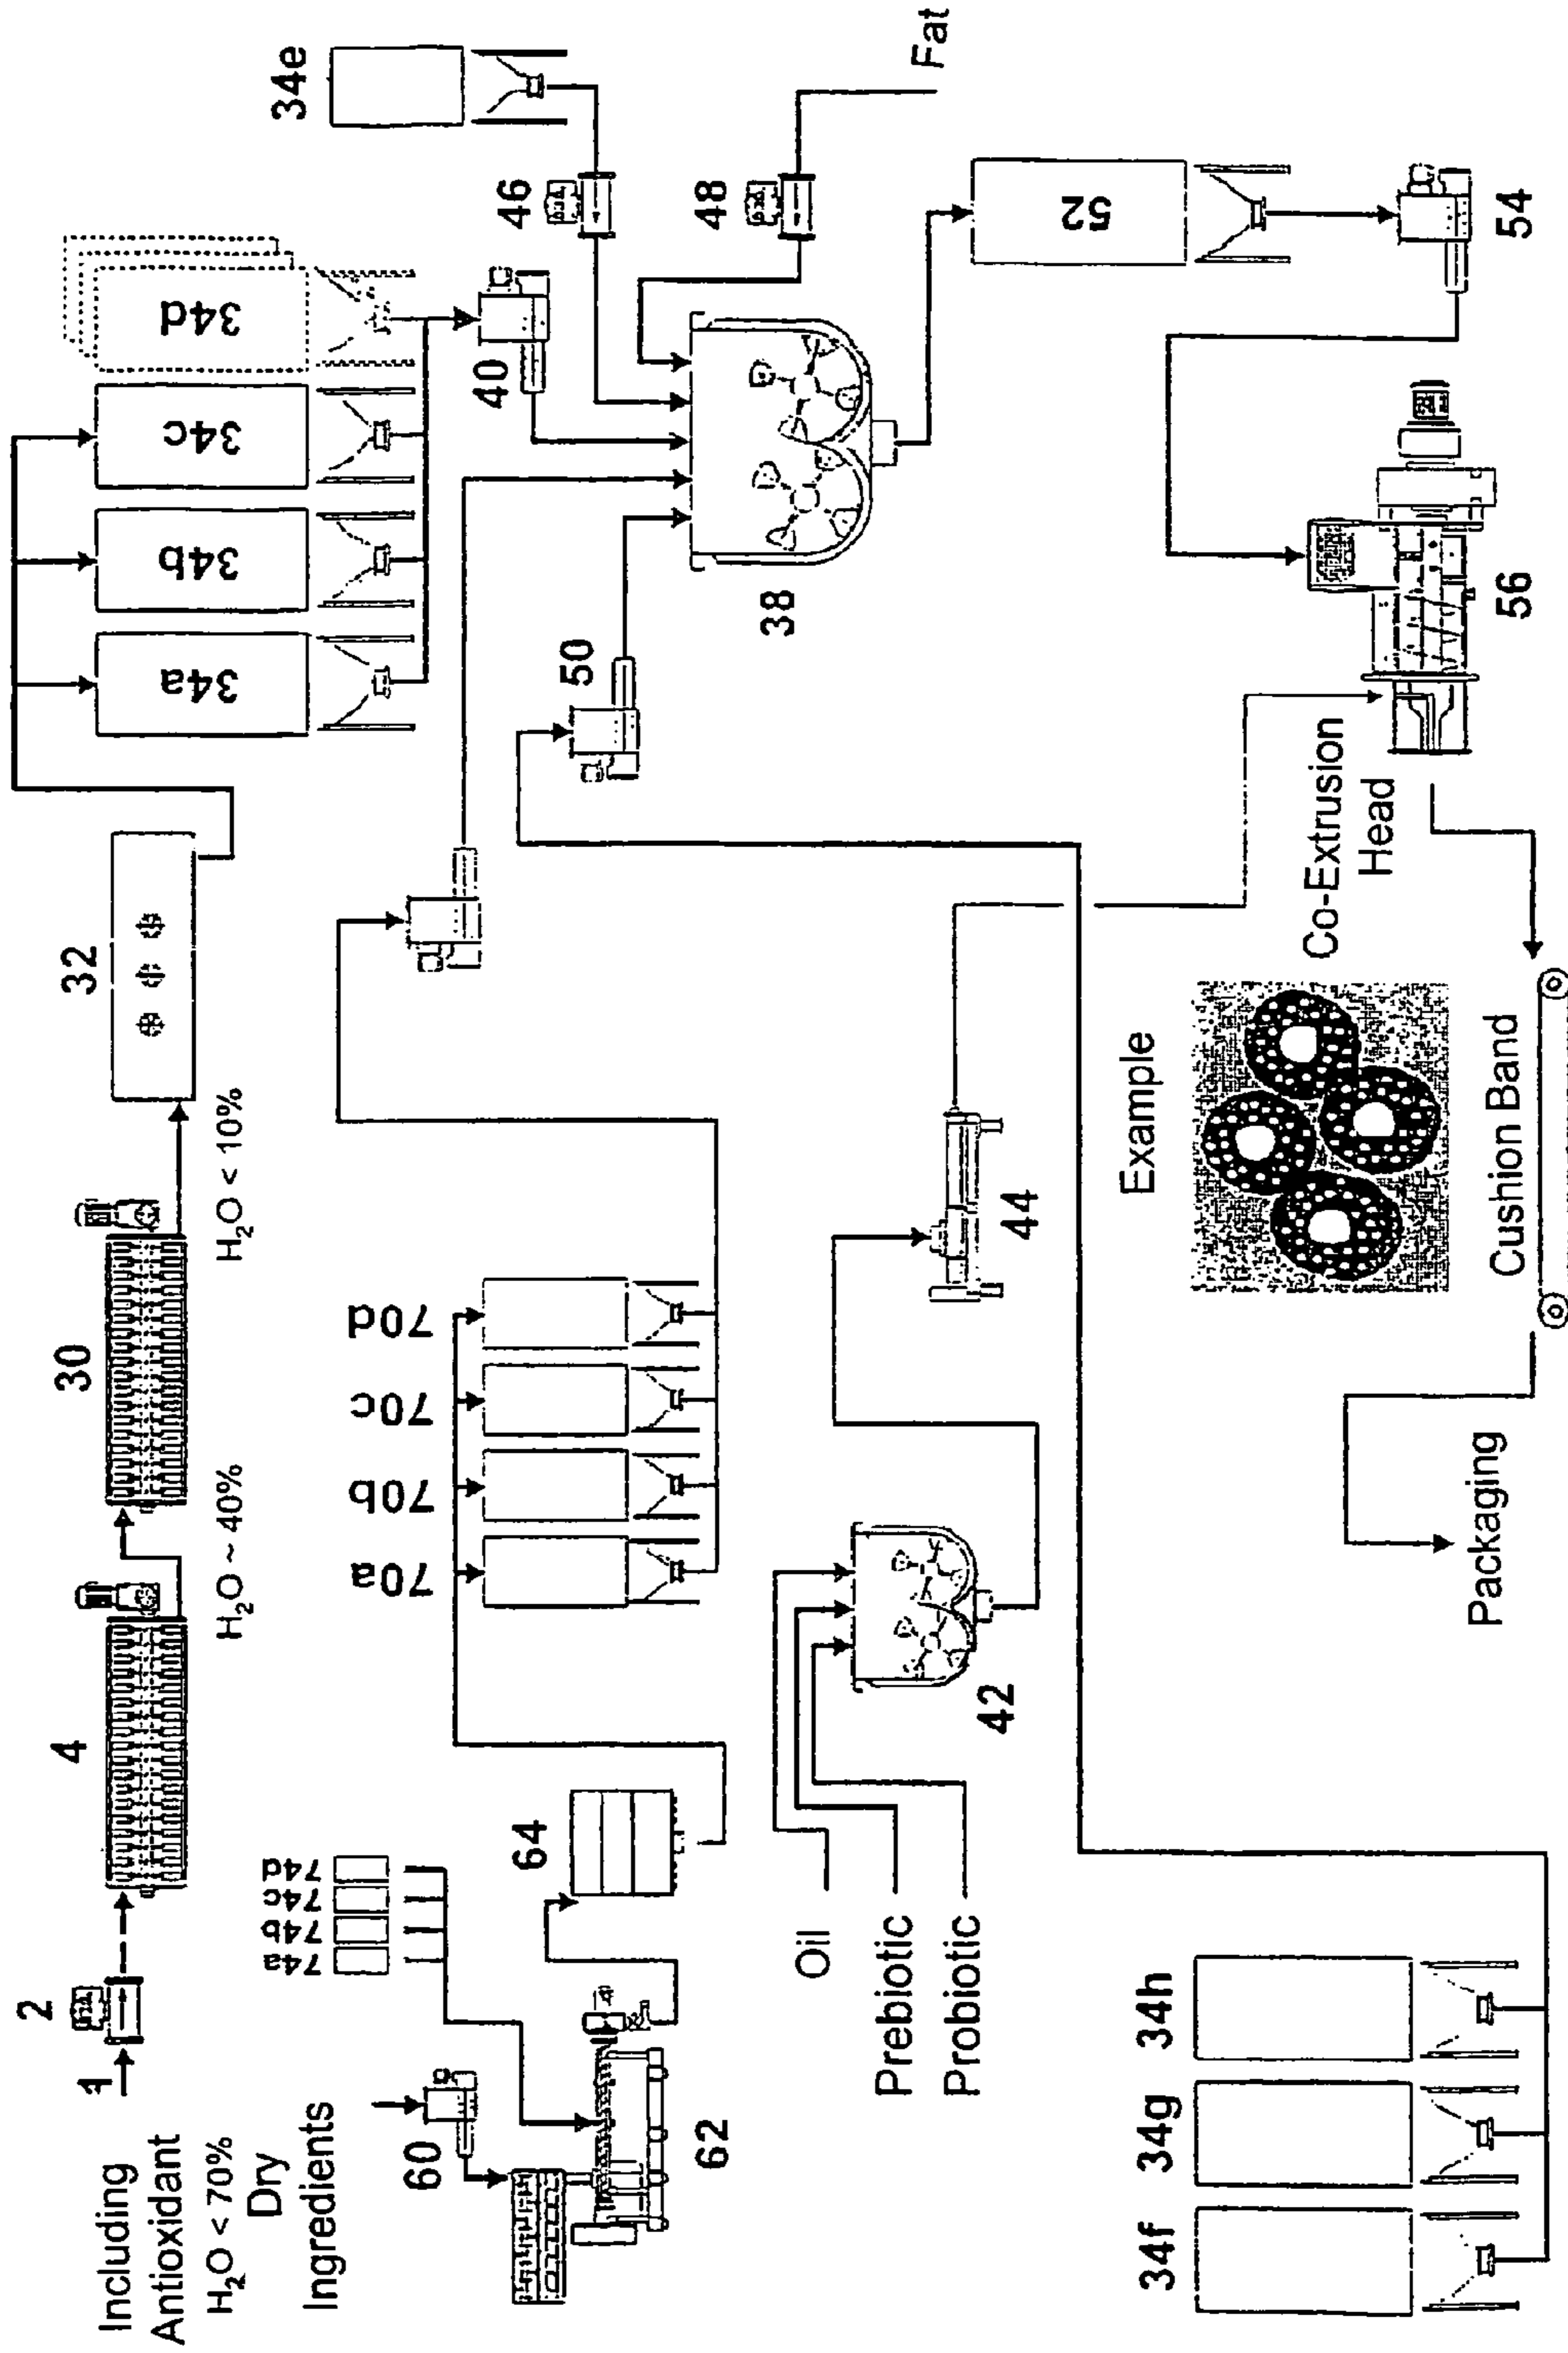 Including
Antioxidant
H₂O < 70%
1
2
4
H₂O ~ 40%
30
H₂O < 10%
32
34a
34b
34c
34d
34e
Dry
Ingredients
60
62
74a
74b
74c
74d
64
70a
70b
70c
70d
40
46
48
Fat
50
38
52
54
56
Oil
Prebiotic
Probiotic
42
44
Co-Extrusion
Head
Example
Cushion Band
Packaging
34f
34g
34h